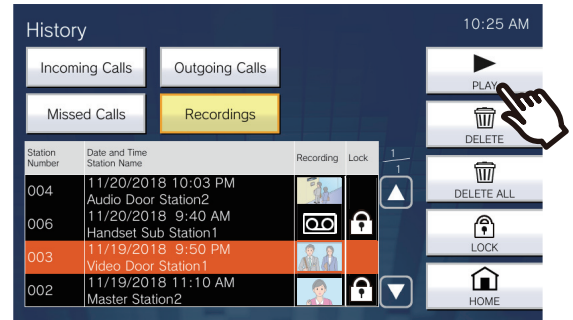 History
10:25 AM
Incoming Calls
Outgoing Calls
Missed Calls
Recordings
PLAY
DELETE
DELETE ALL
LOCK
HOME
Station Number
Date and Time
Station Name
Recording
Lock
1
1
004
11/20/2018 10:03 PM
Audio Door Station2
006
11/20/2018 9:40 AM
Handset Sub Station1
003
11/19/2018 9:50 PM
Video Door Station1
002
11/19/2018 11:10 AM
Master Station2